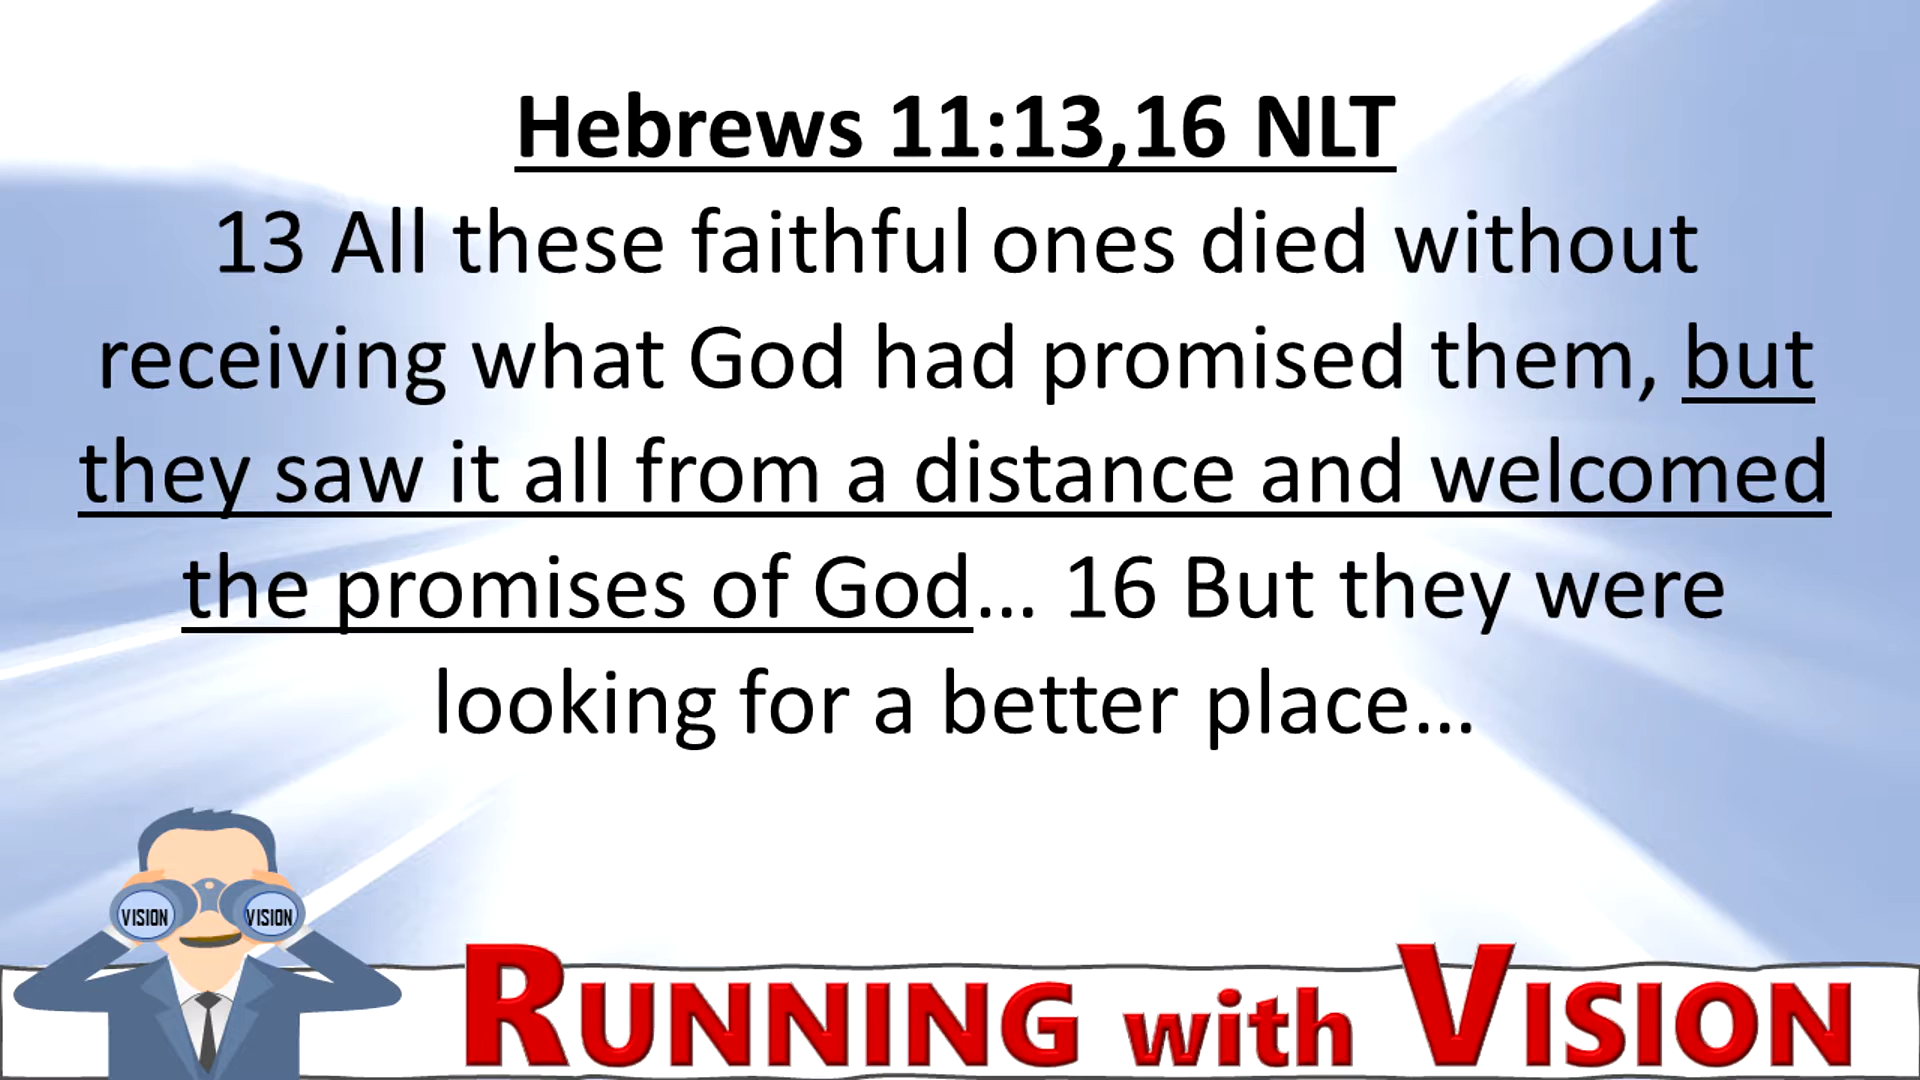 Hebrews 11:13,16 NLT
13 All these faithful ones died without
receiving what God had promised them, but
they saw it all from a distance and welcomed
the promises of God... 16 But they were
looking for a better place...
VISION VISION
RUNNING with VISION